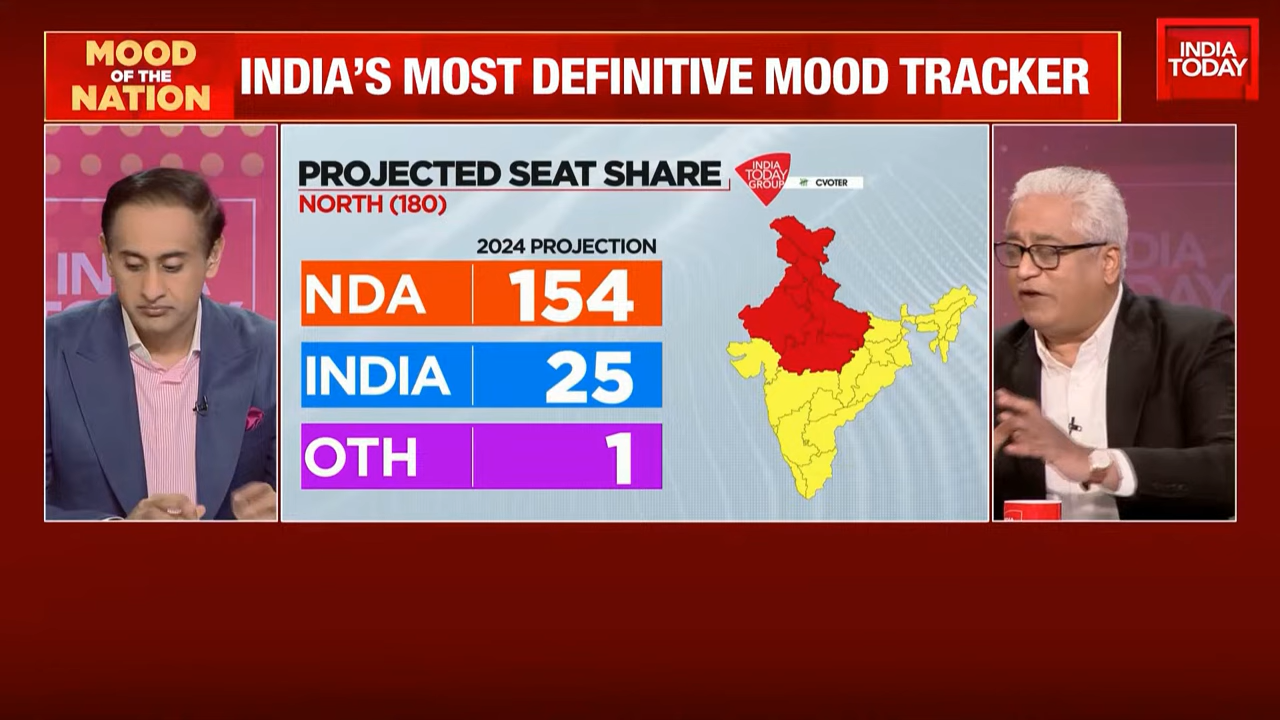 MOOD
OF THE
NATION
INDIA'S MOST DEFINITIVE MOOD TRACKER
INDIA
TODAY
PROJECTED SEAT SHARE
INDIA
TODAY
GROUP
CVOTER
NORTH (180)
2024 PROJECTION
NDA 154
INDIA 25
OTH 1